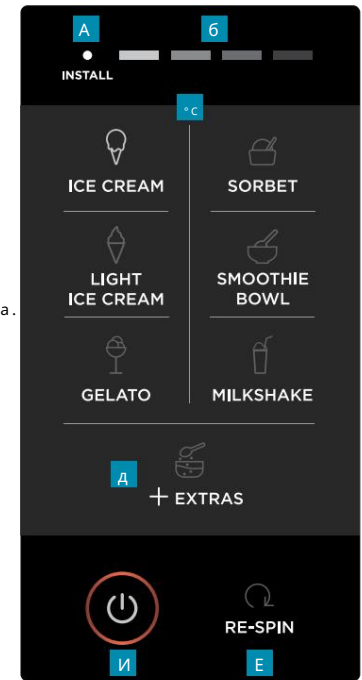 А
б
INSTALL
°C
ICE CREAM
SORBET
LIGHT
ICE CREAM
SMOOTHIE
BOWL
а.
GELATO
MILKSHAKE
д
+ EXTRAS
RE-SPIN
И
Е